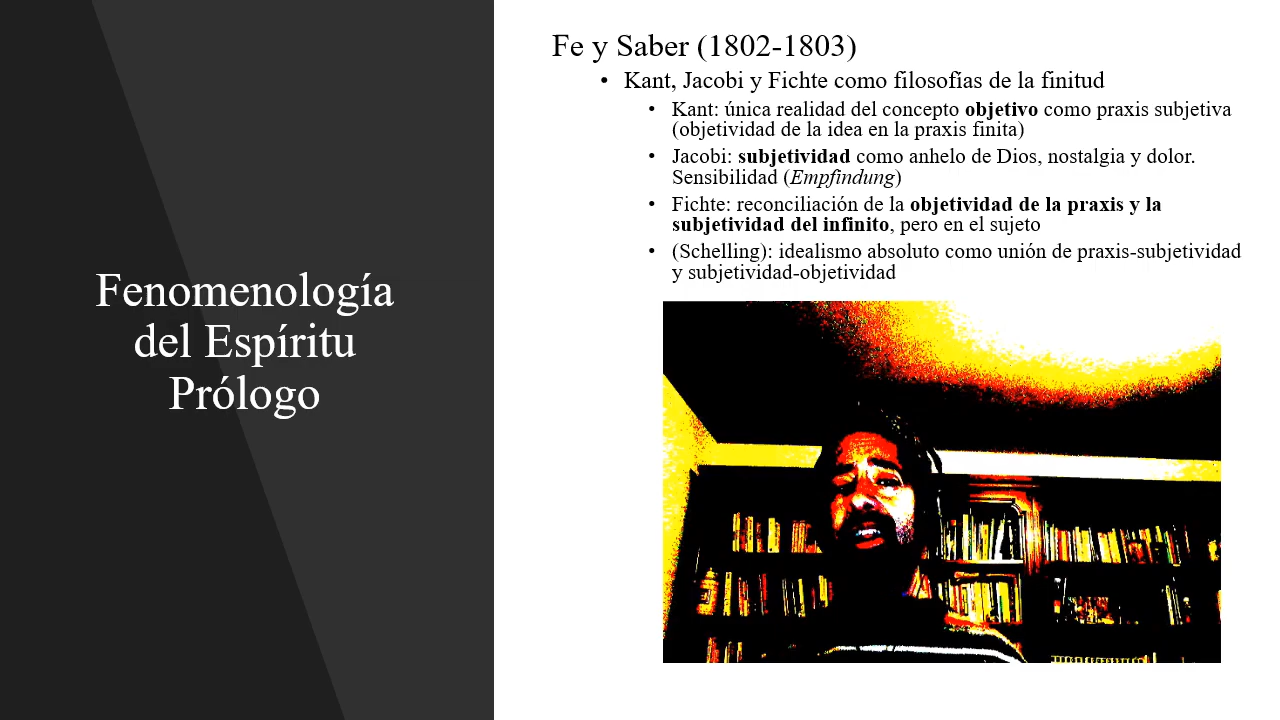 Fenomenología
del Espíritu
Prólogo
Fe y Saber (1802-1803)
• Kant, Jacobi y Fichte como filosofías de la finitud
• Kant: única realidad del concepto objetivo como praxis subjetiva
(objetividad de la idea en la praxis finita)
• Jacobi: subjetividad como anhelo de Dios, nostalgia y dolor.
Sensibilidad (Empfindung)
• Fichte: reconciliación de la objetividad de la praxis y la
subjetividad del infinito, pero en el sujeto
• (Schelling): idealismo absoluto como unión de praxis-subjetividad
y subjetividad-objetividad